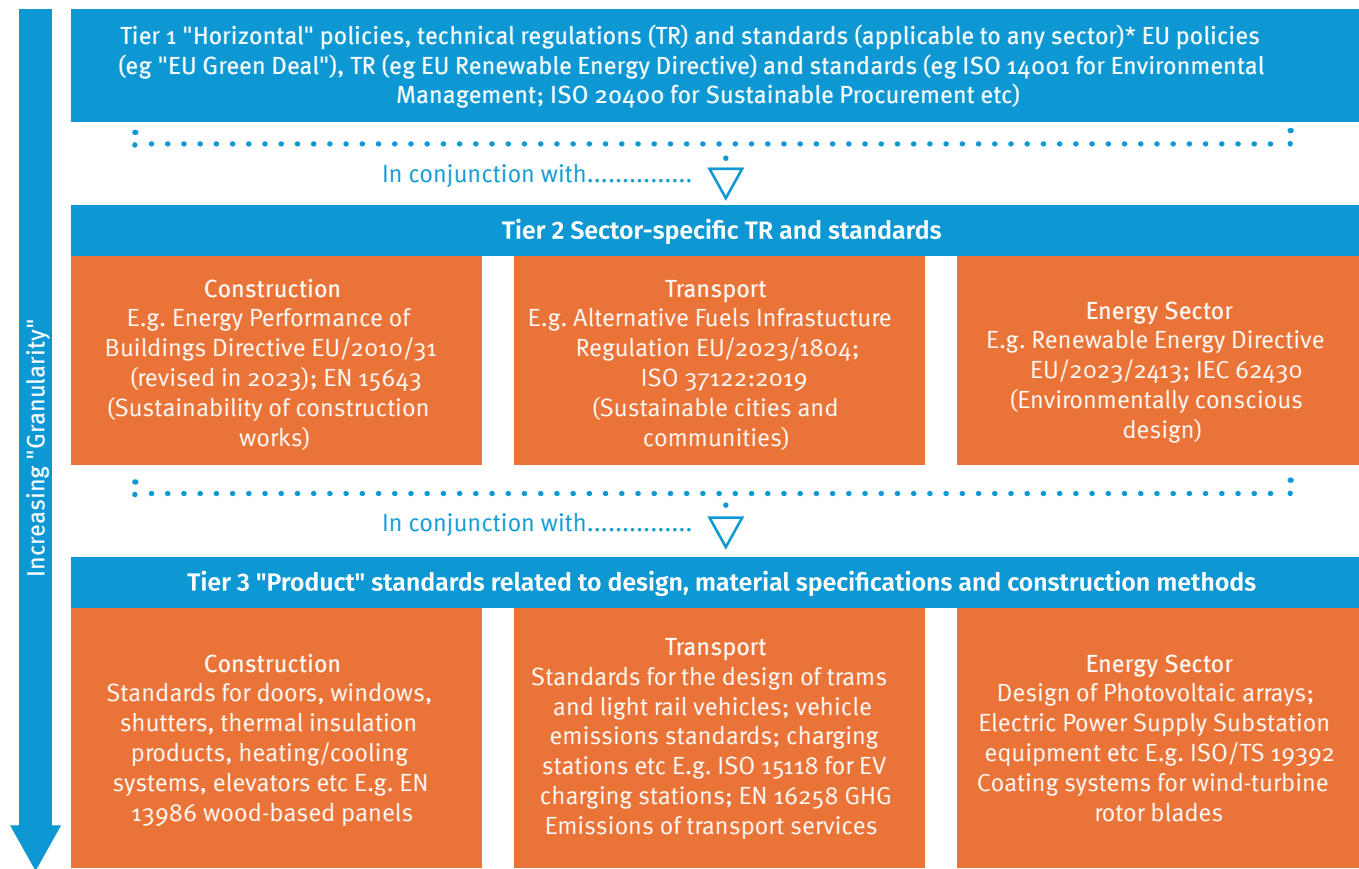 Increasing "Granularity"
Tier 1 "Horizontal" policies, technical regulations (TR) and standards (applicable to any sector)* EU policies
(eg "EU Green Deal"), TR (eg EU Renewable Energy Directive) and standards (eg ISO 14001 for Environmental
Management; ISO 20400 for Sustainable Procurement etc)
In conjunction with...............
Tier 2 Sector-specific TR and standards
Construction
E.g. Energy Performance of
Buildings Directive EU/2010/31
(revised in 2023); EN 15643
(Sustainability of construction
works)
Transport
E.g. Alternative Fuels Infrastucture
Regulation EU/2023/1804;
ISO 37122:2019
(Sustainable cities and
communities)
Energy Sector
E.g. Renewable Energy Directive
EU/2023/2413; IEC 62430
(Environmentally conscious
design)
In conjunction with...............
Tier 3 "Product" standards related to design, material specifications and construction methods
Construction
Standards for doors, windows,
shutters, thermal insulation
products, heating/cooling
systems, elevators etc E.g. EN
13986 wood-based panels
Transport
Standards for the design of trams
and light rail vehicles; vehicle
emissions standards; charging
stations etc E.g. ISO 15118 for EV
charging stations; EN 16258 GHG
Emissions of transport services
Energy Sector
Design of Photovoltaic arrays;
Electric Power Supply Substation
equipment etc E.g. ISO/TS 19392
Coating systems for wind-turbine
rotor blades